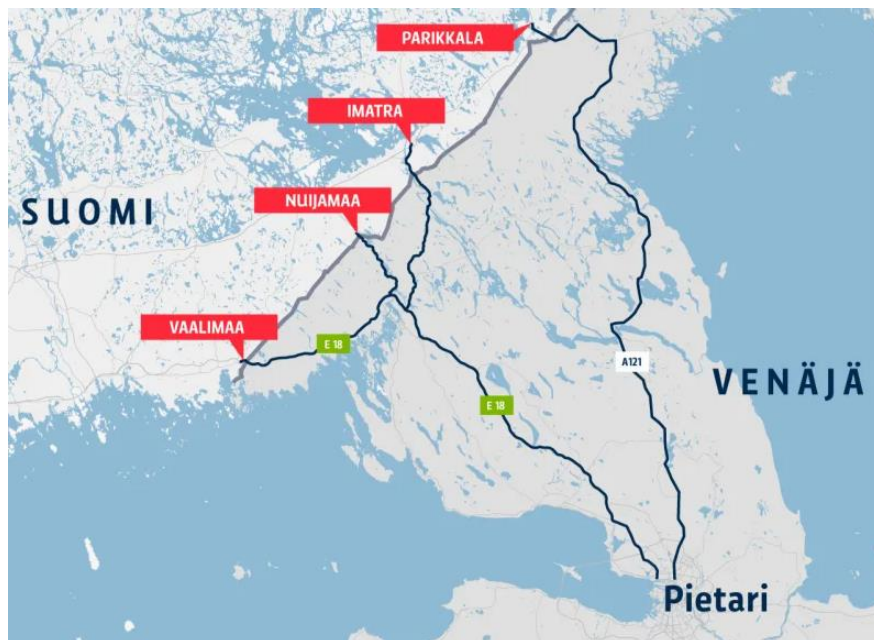 PARIKKALA
IMATRA
NUIJAMAA
SUOMI
VAALIMAA
E 18
A121
VENÄJÄ
E 18
Pietari